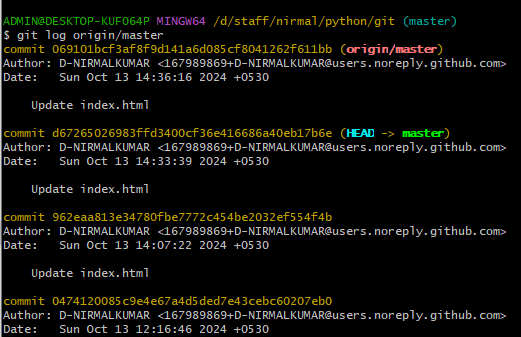 ADMIN@DESKTOP-KUFO64P MINGW64 /d/staff/nirmal/python/git (master)
$ git log origin/master
commit 069101bcf3af8f9d141a6d085cf8041262f611bb (origin/master)
Author: D-NIRMALKUMAR <167989869+D-NIRMALKUMAR@users.noreply.github.com>
Date:   Sun Oct 13 14:36:16 2024 +0530
    Update index.html
commit d67265026983ffd3400cf36e416686a40eb17b6e (HEAD -> master)
Author: D-NIRMALKUMAR <167989869+D-NIRMALKUMAR@users.noreply.github.com>
Date:   Sun Oct 13 14:33:39 2024 +0530
    Update index.html
commit 962eaa813e34780fbe7772c454be2032ef554f4b
Author: D-NIRMALKUMAR <167989869+D-NIRMALKUMAR@users.noreply.github.com>
Date:   Sun Oct 13 14:07:22 2024 +0530
    Update index.html
commit 0474120085c9e4e67a4d5ded7e43cebc60207eb0
Author: D-NIRMALKUMAR <167989869+D-NIRMALKUMAR@users.noreply.github.com>
Date:   Sun Oct 13 12:16:46 2024 +0530